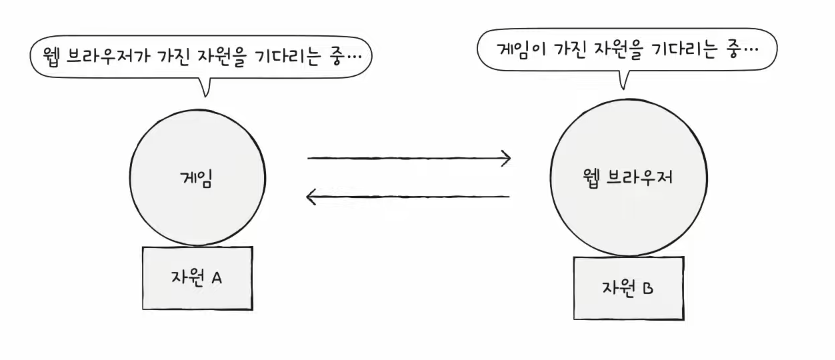 웹 브라우저가 가진 자원을 기다리는 중…
게임이 가진 자원을 기다리는 중…
게임
웹 브라우저
자원 A
자원 B